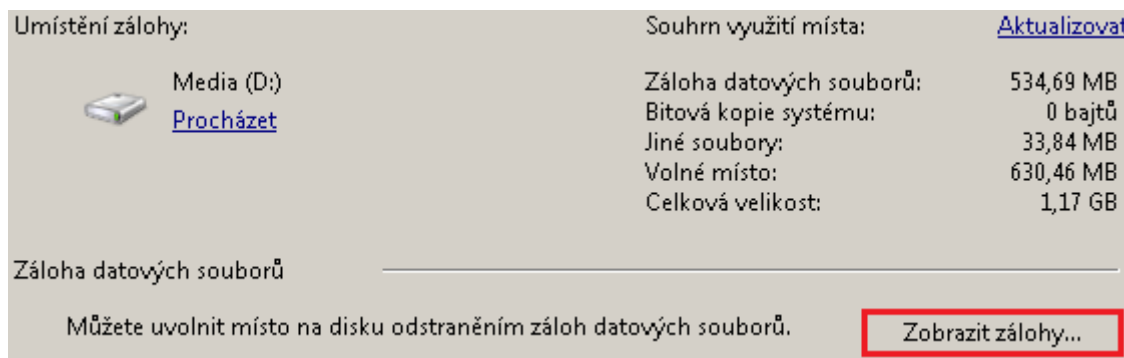 Umístění zálohy:
Media (D:)
Procházet
Souhrn využití místa: Aktualizovat
Záloha datových souborů: 534,69 MB
Bitová kopie systému: 0 bajtů
Jiné soubory: 33,84 MB
Volné místo: 630,46 MB
Celková velikost: 1,17 GB
Záloha datových souborů
Můžete uvolnit místo na disku odstraněním záloh datových souborů. Zobrazit zálohy...